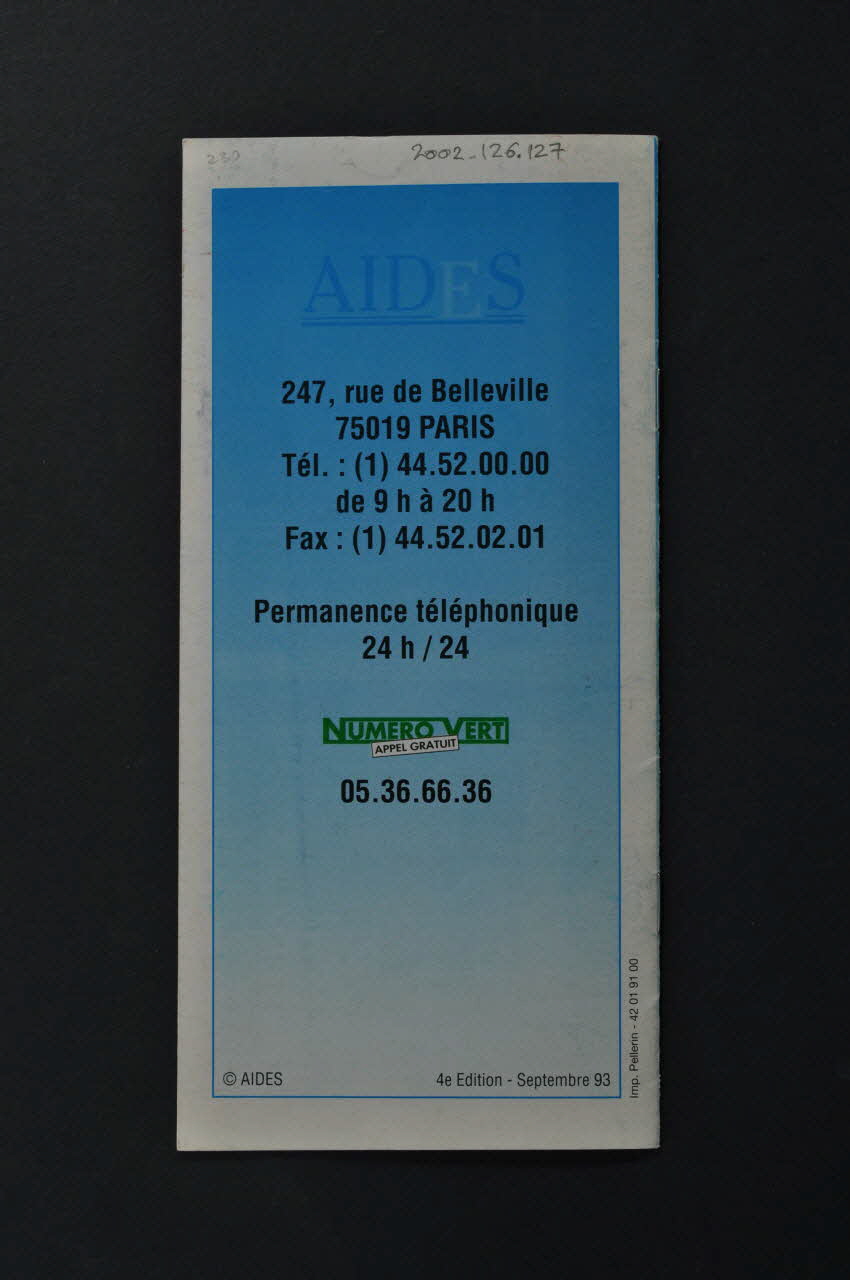 2002.126.127
AIDES
247, rue de Belleville
75019 PARIS
Tél. : (1) 44.52.00.00
de 9 h à 20 h
Fax : (1) 44.52.02.01
Permanence téléphonique
24 h / 24
NUMERO VERT
APPEL GRATUIT
05.36.66.36
© AIDES
4e Edition - Septembre 93
Imp. Pellerin - 42 01 91 00